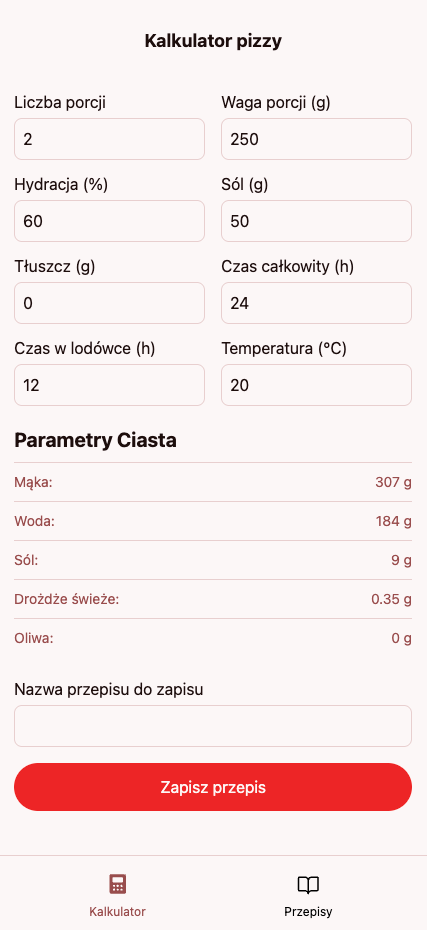 Kalkulator pizzy
Liczba porcji Waga porcji (g)
2 250
Hydracja (%) Sól (g)
60 50
Tłuszcz (g) Czas całkowity (h)
0 24
Czas w lodówce (h) Temperatura (°C)
12 20
Parametry Ciasta
Mąka: 307 g
Woda: 184 g
Sól: 9 g
Drożdże świeże: 0.35 g
Oliwa: 0 g
Nazwa przepisu do zapisu
Zapisz przepis
Kalkulator Przepisy